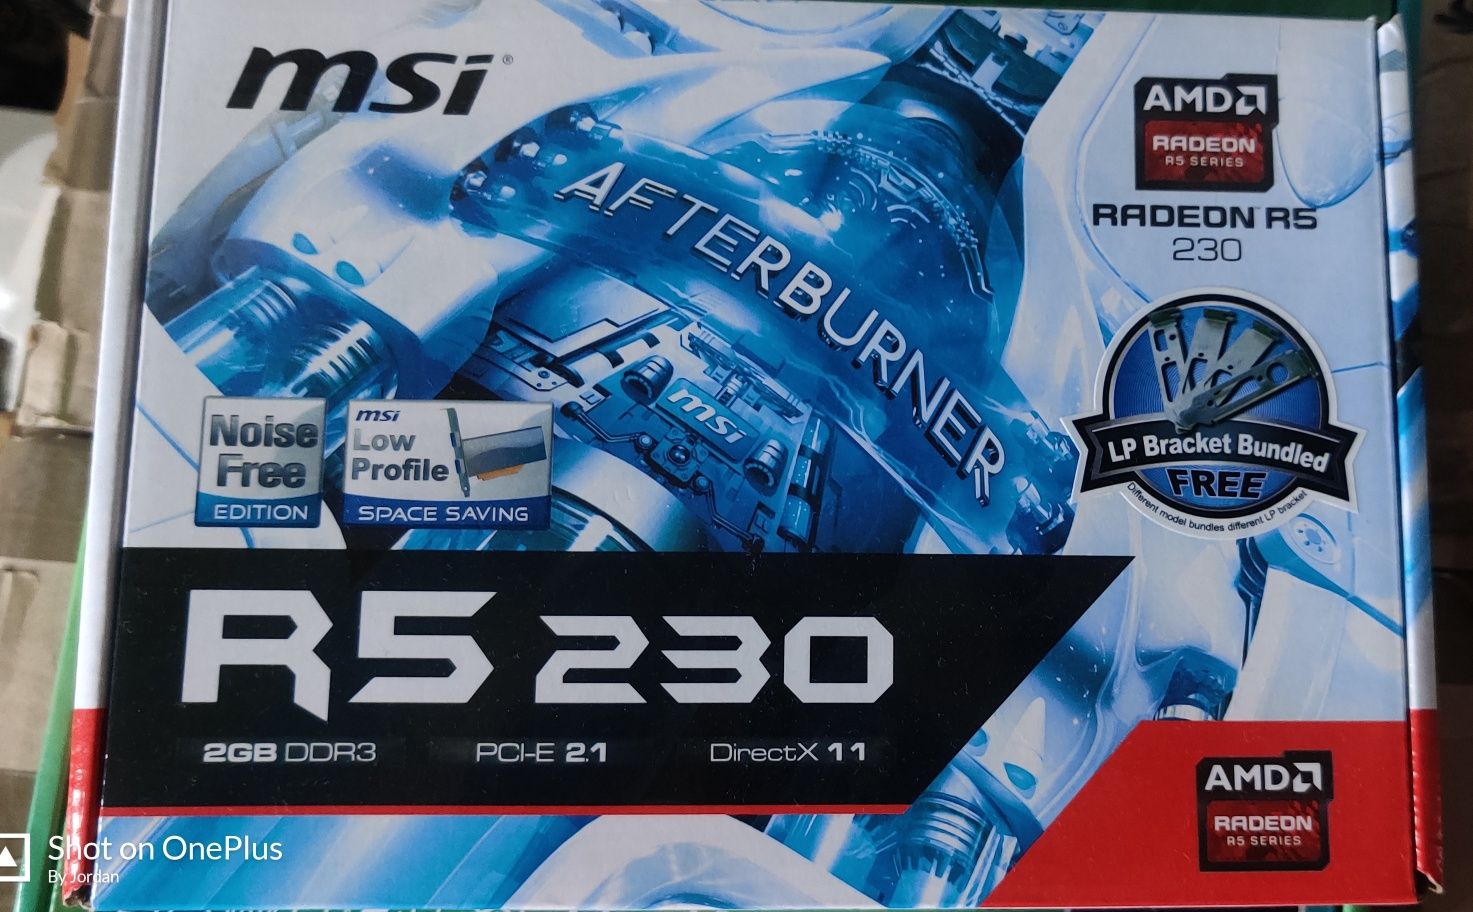 msi®
AMD
RADEON
R5 SERIES
RADEON™ R5
230
AFTERBURNER
msi
LP Bracket Bundled
FREE
Different model bundles different LP bracket
Noise
Free
EDITION
msi
Low
Profile
SPACE SAVING
R5 230
2GB DDR3 PCI-E 2.1 DirectX 11
AMD
RADEON
R5 SERIES
Shot on OnePlus
By Jordan